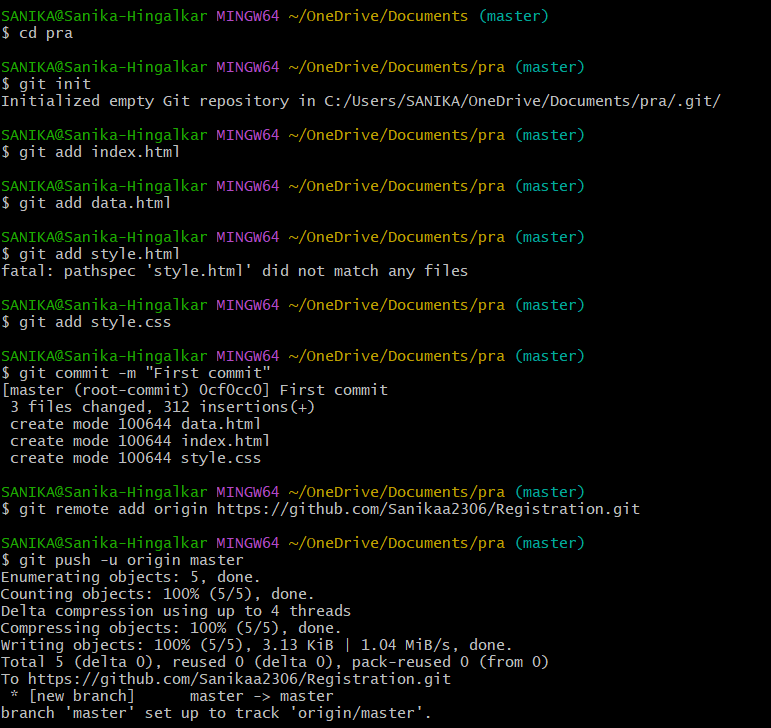 SANIKA@Sanika-Hingalkar MINGW64 ~/OneDrive/Documents (master)
$ cd pra
SANIKA@Sanika-Hingalkar MINGW64 ~/OneDrive/Documents/pra (master)
$ git init
Initialized empty Git repository in C:/Users/SANIKA/OneDrive/Documents/pra/.git/
SANIKA@Sanika-Hingalkar MINGW64 ~/OneDrive/Documents/pra (master)
$ git add index.html
SANIKA@Sanika-Hingalkar MINGW64 ~/OneDrive/Documents/pra (master)
$ git add data.html
SANIKA@Sanika-Hingalkar MINGW64 ~/OneDrive/Documents/pra (master)
$ git add style.html
fatal: pathspec 'style.html' did not match any files
SANIKA@Sanika-Hingalkar MINGW64 ~/OneDrive/Documents/pra (master)
$ git add style.css
SANIKA@Sanika-Hingalkar MINGW64 ~/OneDrive/Documents/pra (master)
$ git commit -m "First commit"
[master (root-commit) 0cf0cc0] First commit
 3 files changed, 312 insertions(+)
 create mode 100644 data.html
 create mode 100644 index.html
 create mode 100644 style.css
SANIKA@Sanika-Hingalkar MINGW64 ~/OneDrive/Documents/pra (master)
$ git remote add origin https://github.com/Sanikaa2306/Registration.git
SANIKA@Sanika-Hingalkar MINGW64 ~/OneDrive/Documents/pra (master)
$ git push -u origin master
Enumerating objects: 5, done.
Counting objects: 100% (5/5), done.
Delta compression using up to 4 threads
Compressing objects: 100% (5/5), done.
Writing objects: 100% (5/5), 3.13 KiB | 1.04 MiB/s, done.
Total 5 (delta 0), reused 0 (delta 0), pack-reused 0 (from 0)
To https://github.com/Sanikaa2306/Registration.git
 * [new branch]      master -> master
branch 'master' set up to track 'origin/master'.